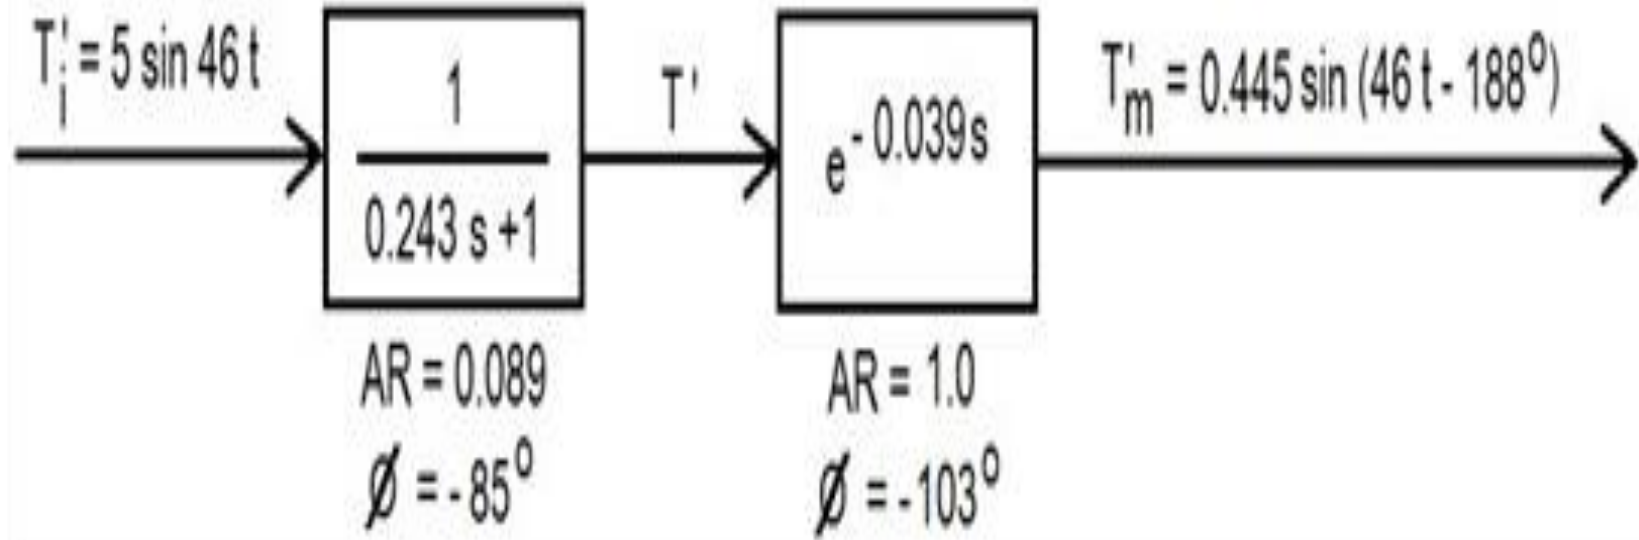 T'i = 5 sin 46 t
1
0.243 s +1
T'
e^- 0.039s
T'm = 0.445 sin (46 t - 188°)
AR = 0.089
Ø = - 85°
AR = 1.0
Ø = - 103°